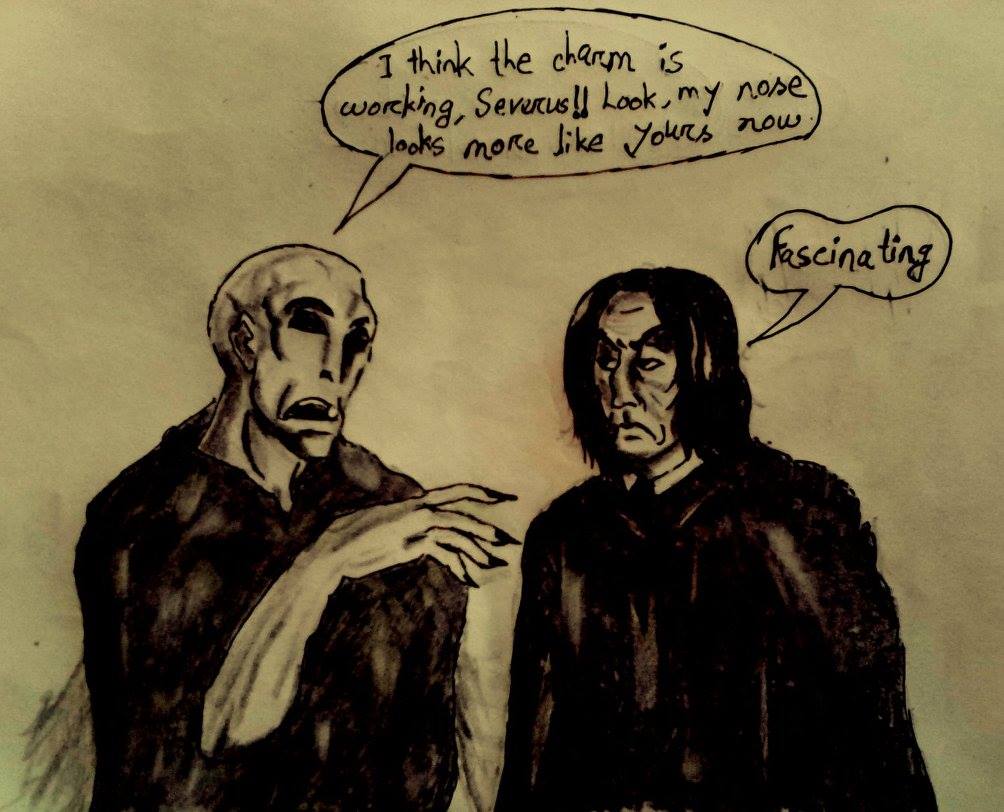 I think the charm is
working, Severus!! Look, my nose
looks more like yours now
Fascinating